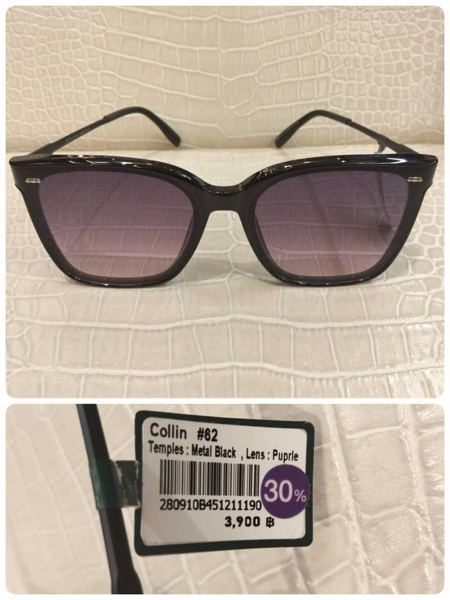 Collin #62
Temples : Metal Black , Lens : Puprle
30%
280910B451211190
3,900 ฿